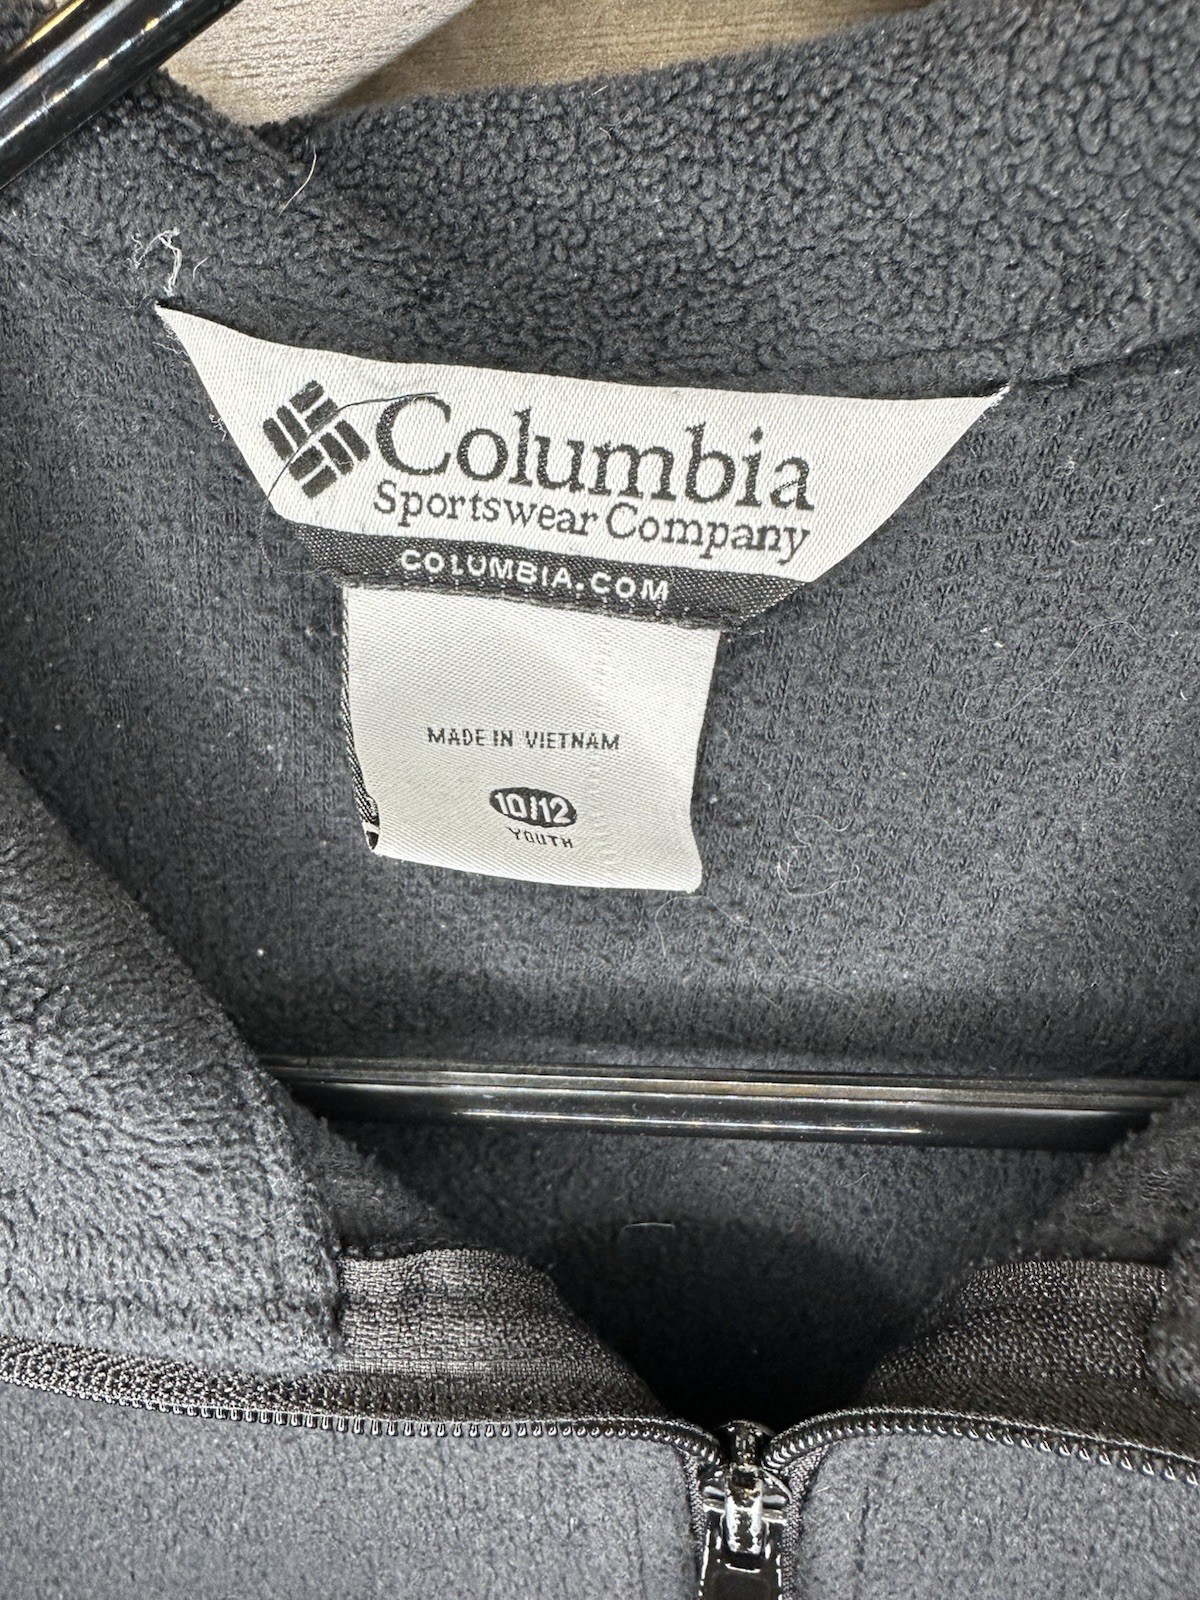 Columbia
Sportswear Company
COLUMBIA.COM
MADE IN VIETNAM
10/12
YOUTH